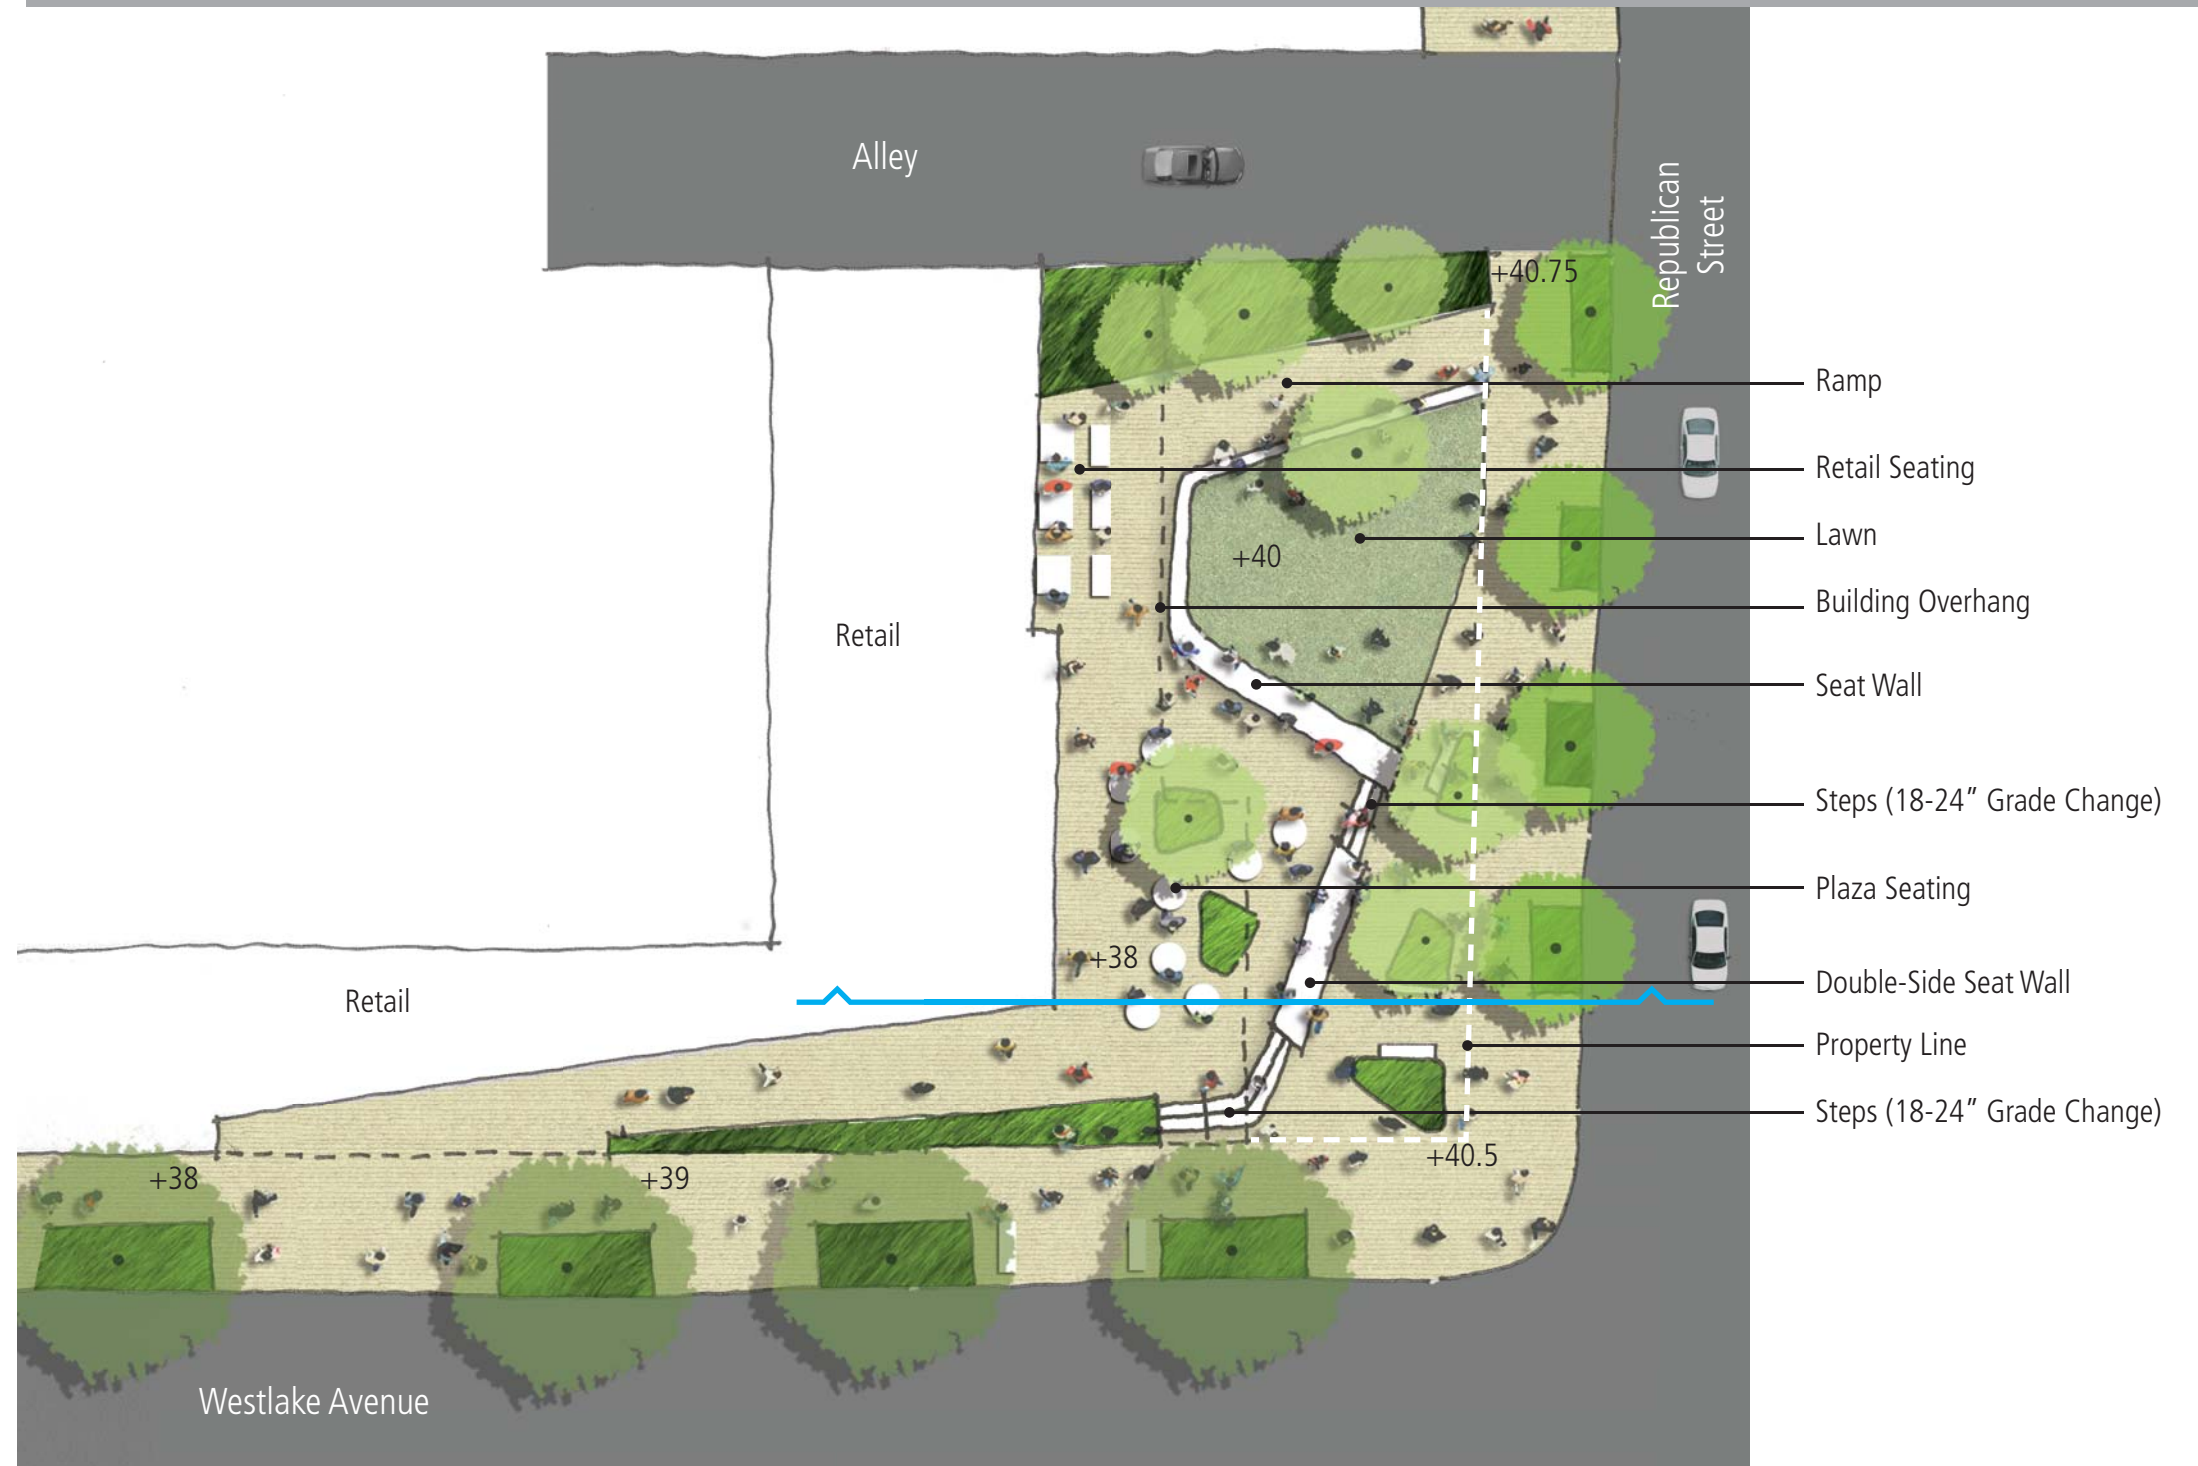 Alley
Republican
Street
+40.75
Ramp
Retail Seating
Lawn
+40
Building Overhang
Retail
Seat Wall
Steps (18-24” Grade Change)
Plaza Seating
+38
Double-Side Seat Wall
Retail
Property Line
Steps (18-24” Grade Change)
+40.5
+38
+39
Westlake Avenue